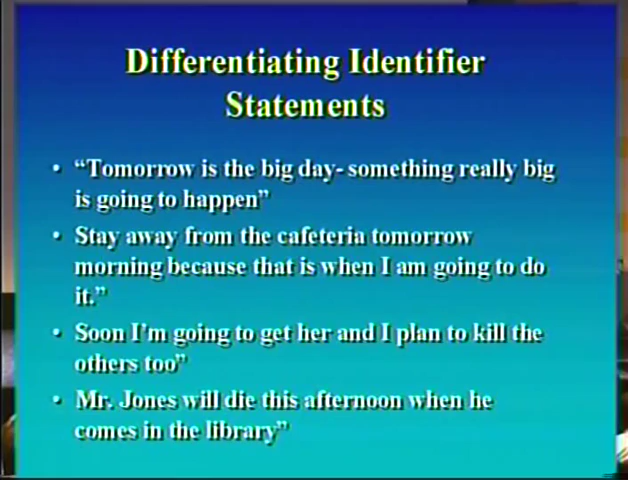 Differentiating Identifier
Statements
• “Tomorrow is the big day- something really big
is going to happen”
• Stay away from the cafeteria tomorrow
morning because that is when I am going to do
it.”
• Soon I’m going to get her and I plan to kill the
others too”
• Mr. Jones will die this afternoon when he
comes in the library”